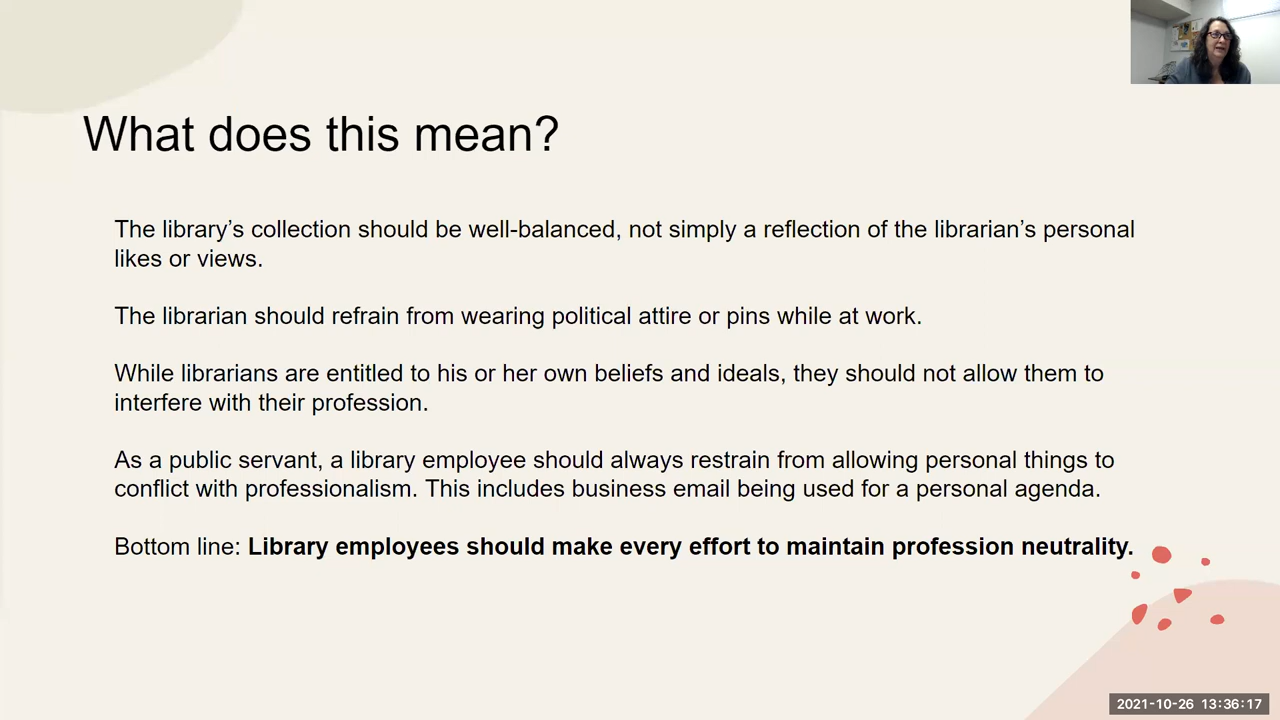 What does this mean?
The library’s collection should be well-balanced, not simply a reflection of the librarian’s personal
likes or views.
The librarian should refrain from wearing political attire or pins while at work.
While librarians are entitled to his or her own beliefs and ideals, they should not allow them to
interfere with their profession.
As a public servant, a library employee should always restrain from allowing personal things to
conflict with professionalism. This includes business email being used for a personal agenda.
Bottom line: Library employees should make every effort to maintain profession neutrality.
2021-10-26 13:36:17